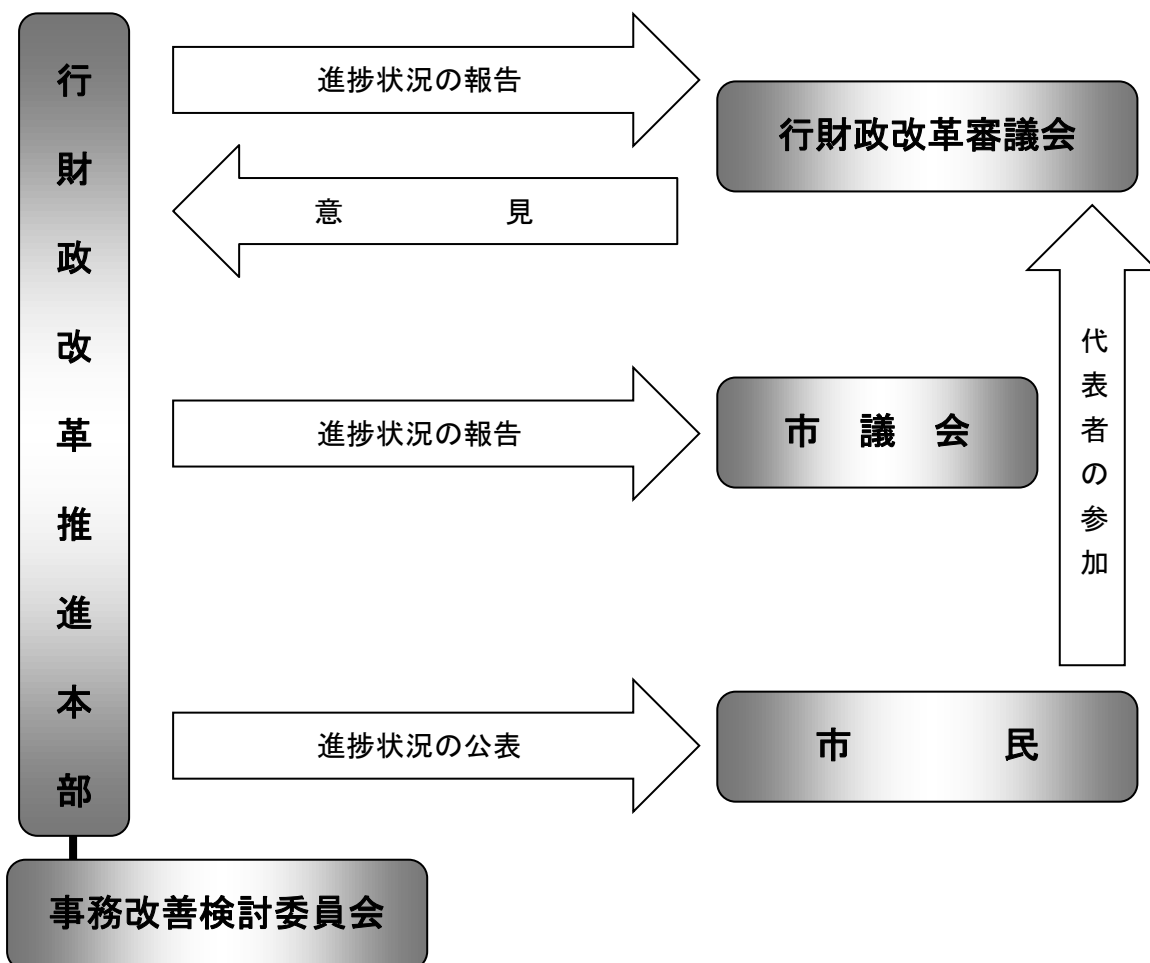 行財政改革推進本部
進捗状況の報告
行財政改革審議会
意　見
代表者の参加
進捗状況の報告
市　議　会
進捗状況の公表
市　民
事務改善検討委員会